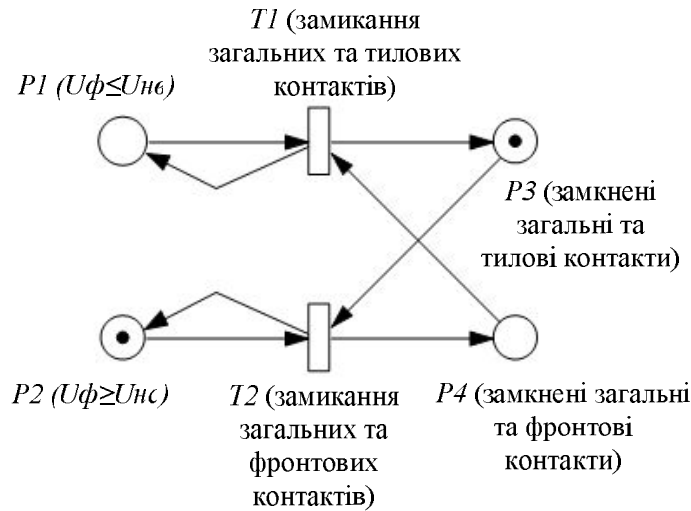 T1 (замикання
загальних та тилових
контактів)
P1 (Uф≤Uнв)
P3 (замкнені
загальні та
тилові контакти)
P2 (Uф≥Uнс)
T2 (замикання
загальних та
фронтових
контактів)
P4 (замкнені загальні
та фронтові
контакти)